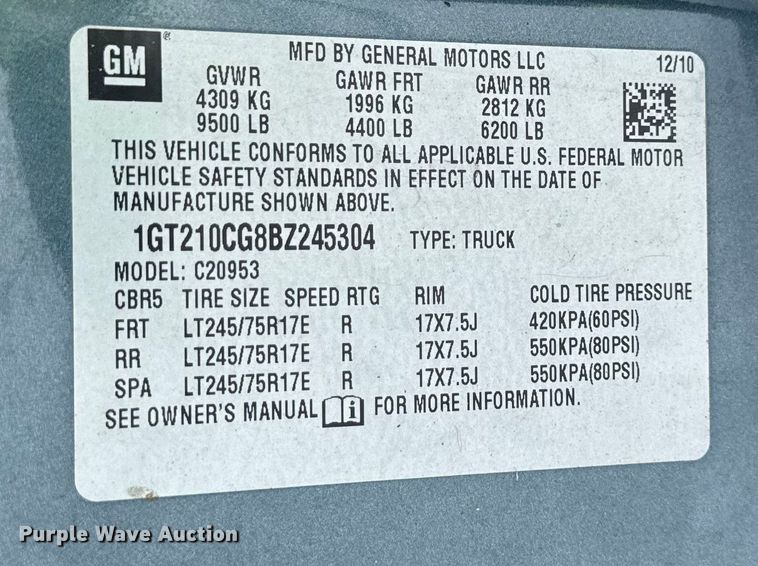 GM ®
MFD BY GENERAL MOTORS LLC 12/10
GVWR GAWR FRT GAWR RR
4309 KG 1996 KG 2812 KG
9500 LB 4400 LB 6200 LB
THIS VEHICLE CONFORMS TO ALL APPLICABLE U.S. FEDERAL MOTOR
VEHICLE SAFETY STANDARDS IN EFFECT ON THE DATE OF
MANUFACTURE SHOWN ABOVE.
1GT210CG8BZ245304 TYPE: TRUCK
MODEL: C20953
CBR5 TIRE SIZE SPEED RTG RIM COLD TIRE PRESSURE
FRT LT245/75R17E R 17X7.5J 420KPA(60PSI)
RR LT245/75R17E R 17X7.5J 550KPA(80PSI)
SPA LT245/75R17E R 17X7.5J 550KPA(80PSI)
SEE OWNER'S MANUAL i FOR MORE INFORMATION.
Purple Wave Auction